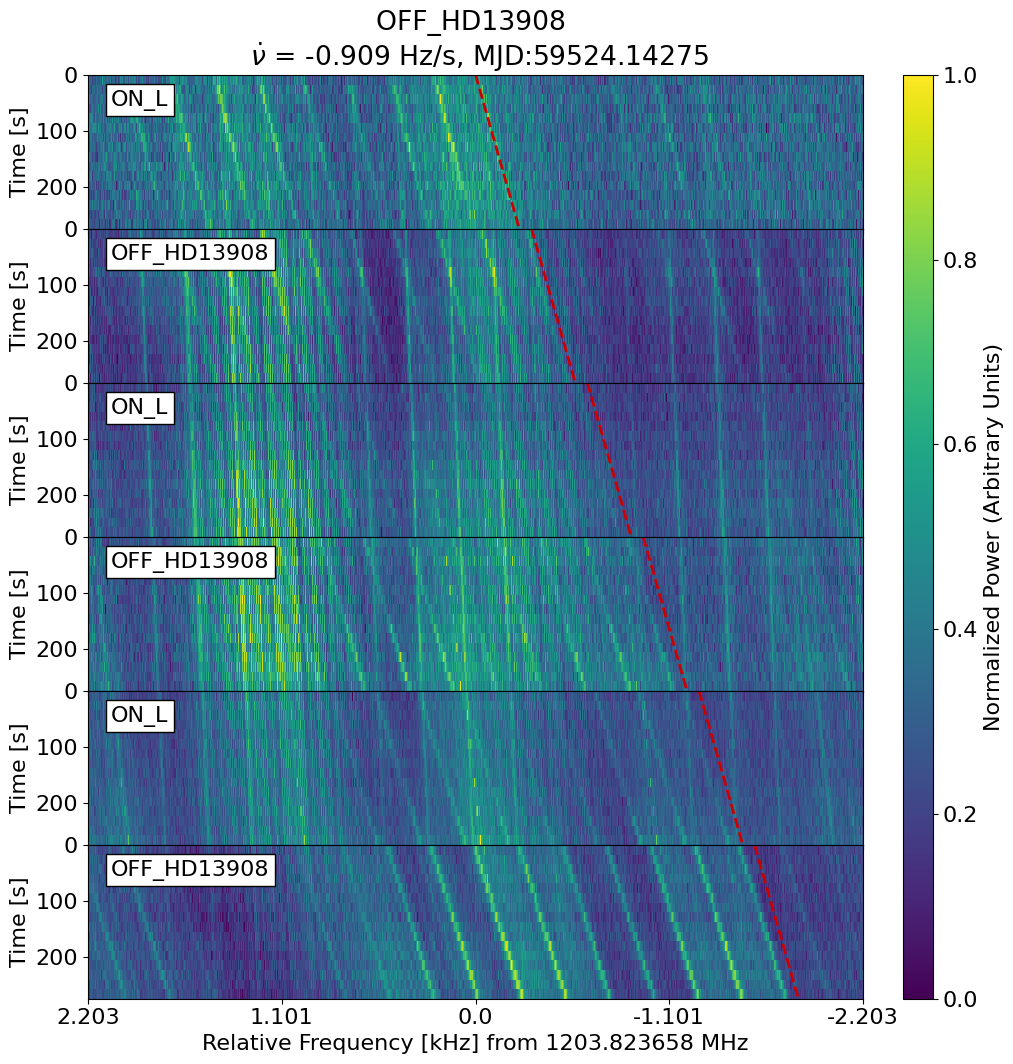 OFF_HD13908
ν̇ = -0.909 Hz/s, MJD:59524.14275
0
ON_L
100
Time [s]
200
0
OFF_HD13908
100
Time [s]
200
0
ON_L
100
Time [s]
200
0
OFF_HD13908
100
Time [s]
200
0
ON_L
100
Time [s]
200
0
OFF_HD13908
100
Time [s]
200
2.203 1.101 0.0 -1.101 -2.203
Relative Frequency [kHz] from 1203.823658 MHz
1.0
0.8
0.6
0.4
0.2
0.0
Normalized Power (Arbitrary Units)